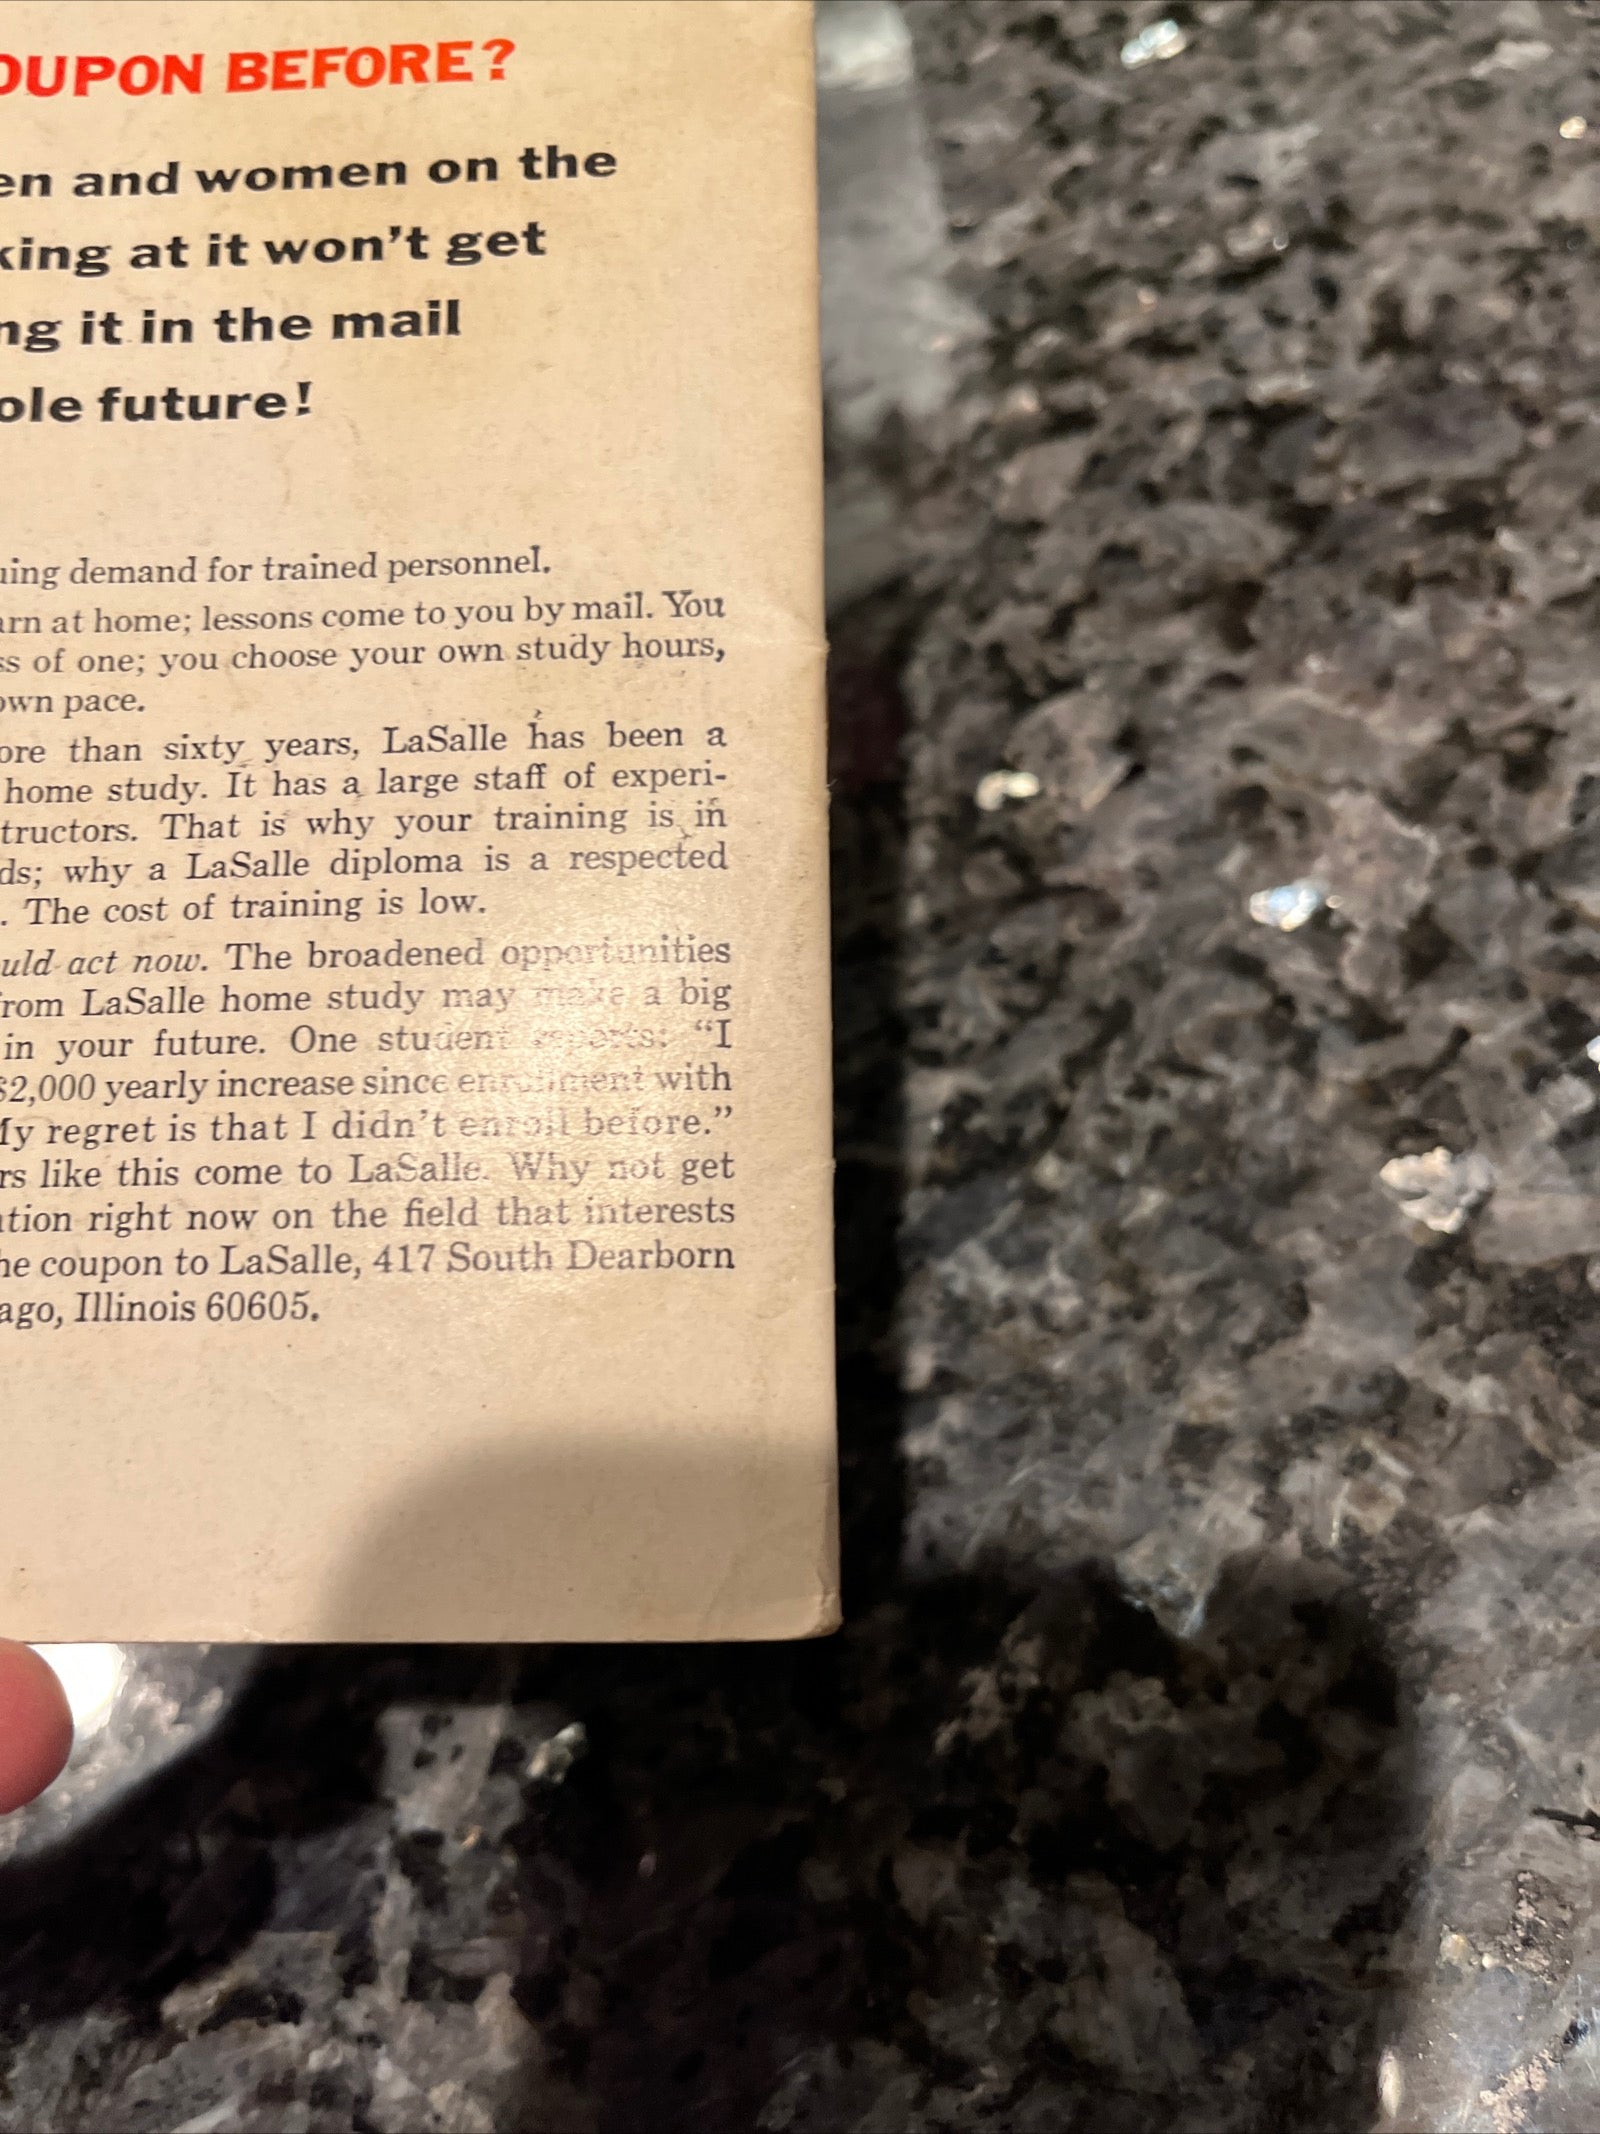 OUPON BEFORE?
en and women on the
king at it won't get
ng it in the mail
ole future!
uing demand for trained personnel.
arn at home; lessons come to you by mail. You
ss of one; you choose your own study hours,
own pace.
ore than sixty years, LaSalle has been a
home study. It has a large staff of experi-
tructors. That is why your training is in
ds; why a LaSalle diploma is a respected
. The cost of training is low.
uld act now. The broadened opportunities
from LaSalle home study may make a big
in your future. One student reports: “I
$2,000 yearly increase since enrollment with
My regret is that I didn't enroll before.”
rs like this come to LaSalle. Why not get
ation right now on the field that interests
he coupon to LaSalle, 417 South Dearborn
ago, Illinois 60605.